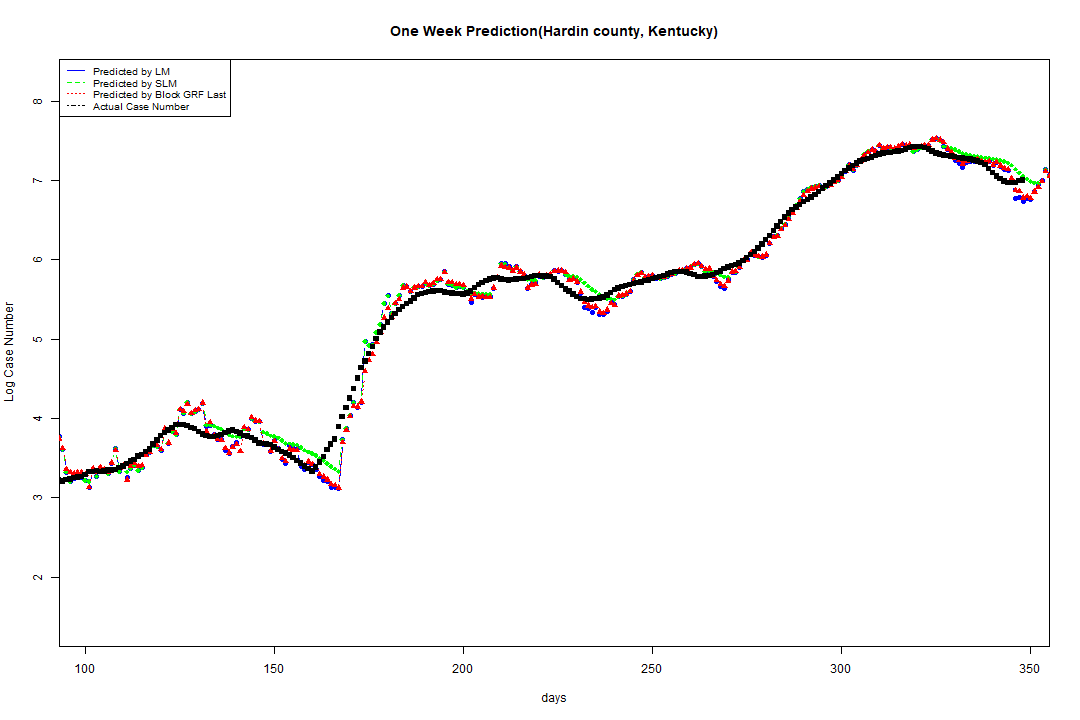 One Week Prediction(Hardin county, Kentucky)
Predicted by LM
Predicted by SLM
Predicted by Block GRF Last
Actual Case Number
8
7
6
5
4
3
2
Log Case Number
100 150 200 250 300 350
days